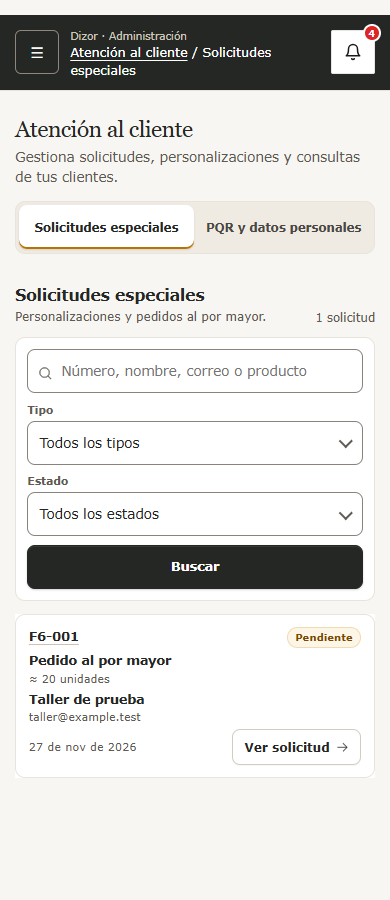 Dizor · Administración
Atención al cliente / Solicitudes
especiales
4
Atención al cliente
Gestiona solicitudes, personalizaciones y consultas
de tus clientes.
Solicitudes especiales
PQR y datos personales
Solicitudes especiales
Personalizaciones y pedidos al por mayor.
1 solicitud
Número, nombre, correo o producto
Tipo
Todos los tipos
Estado
Todos los estados
Buscar
F6-001
Pendiente
Pedido al por mayor
≈ 20 unidades
Taller de prueba
taller@example.test
27 de nov de 2026
Ver solicitud →